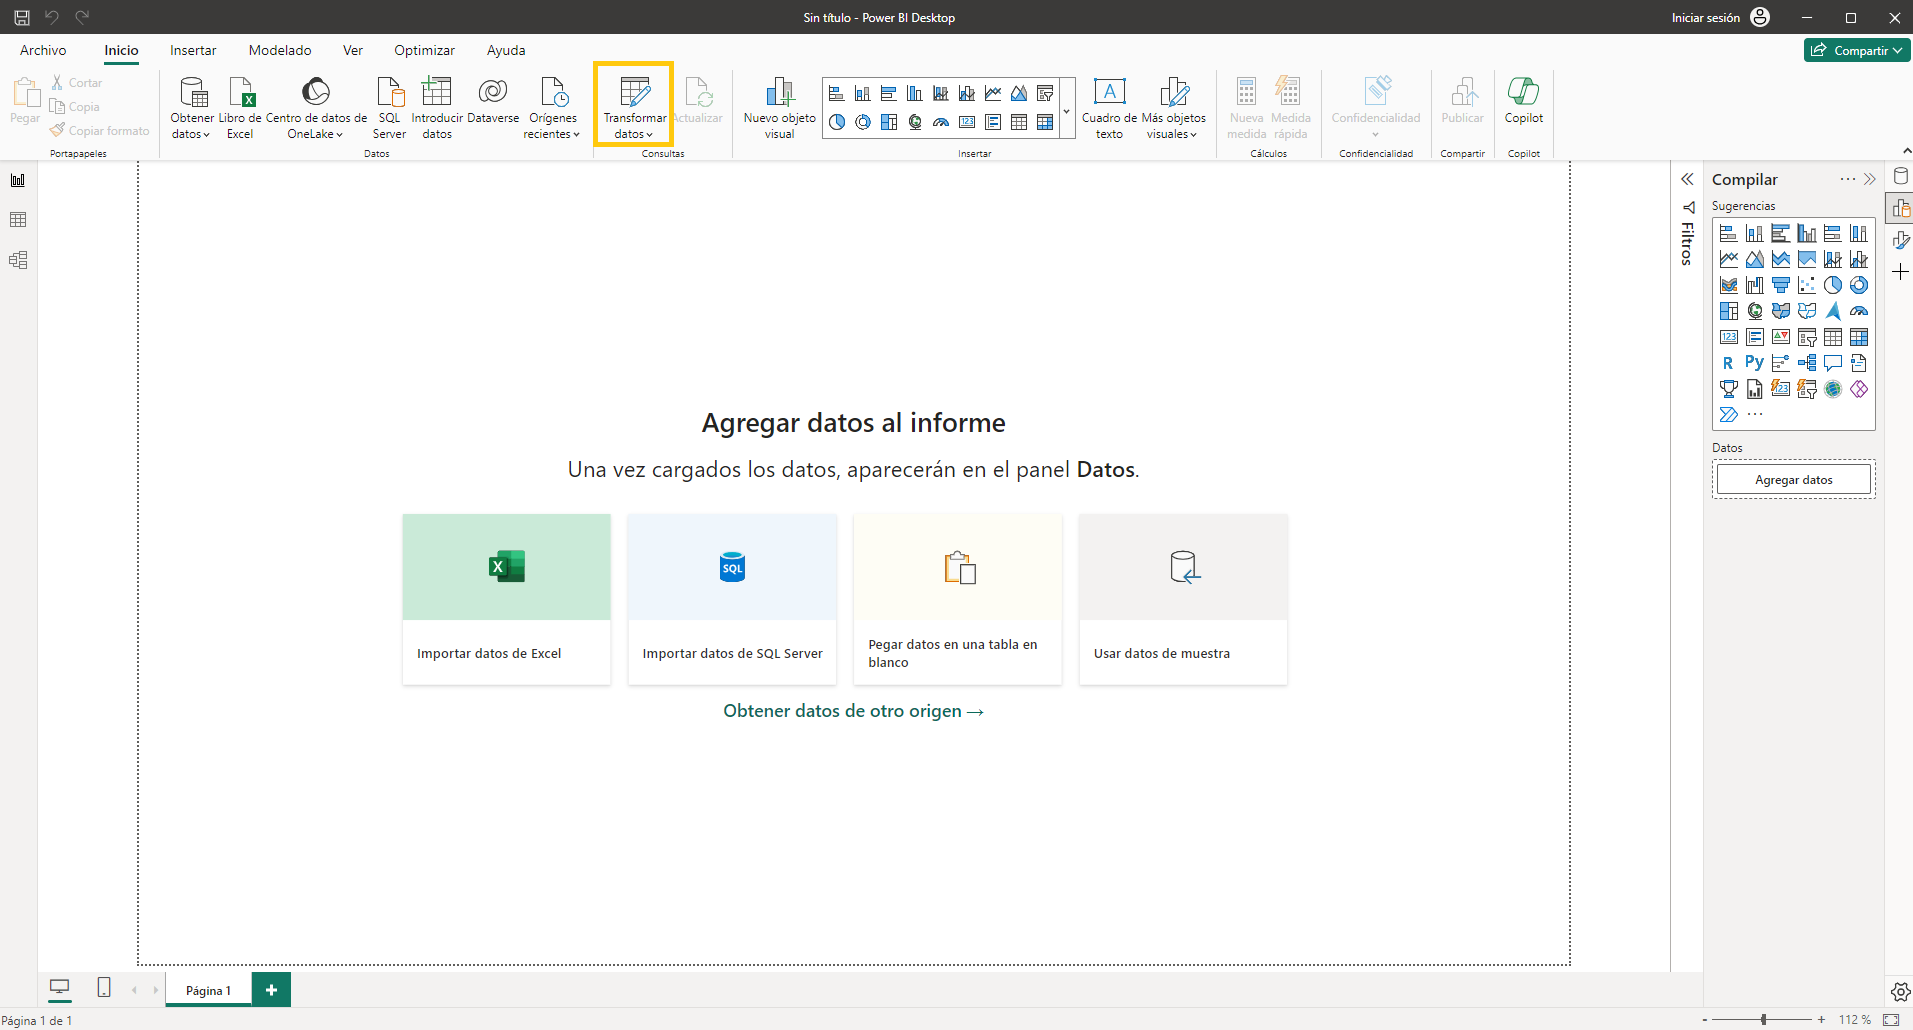 Sin título - Power BI Desktop
Iniciar sesión
Archivo
Inicio
Insertar
Modelado
Ver
Optimizar
Ayuda
Compartir
Pegar
Cortar
Copia
Copiar formato
Portapapeles
Obtener
datos
Libro de
Excel
Centro de datos de
OneLake
SQL
Server
Introducir
datos
Dataverse
Orígenes
recientes
Datos
Transformar
datos
Actualizar
Consultas
Nuevo objeto
visual
123
A
Cuadro de
texto
Más objetos
visuales
Insertar
Nueva
medida
Medida
rápida
Cálculos
Confidencialidad
Confidencialidad
Publicar
Compartir
Copilot
Copilot
Filtros
Compilar
Sugerencias
123
R
Py
123
Datos
Agregar datos
Agregar datos al informe
Una vez cargados los datos, aparecerán en el panel Datos.
X
SQL
Importar datos de Excel
Importar datos de SQL Server
Pegar datos en una tabla en
blanco
Usar datos de muestra
Obtener datos de otro origen →
Página 1
+
Página 1 de 1
- + 112 %